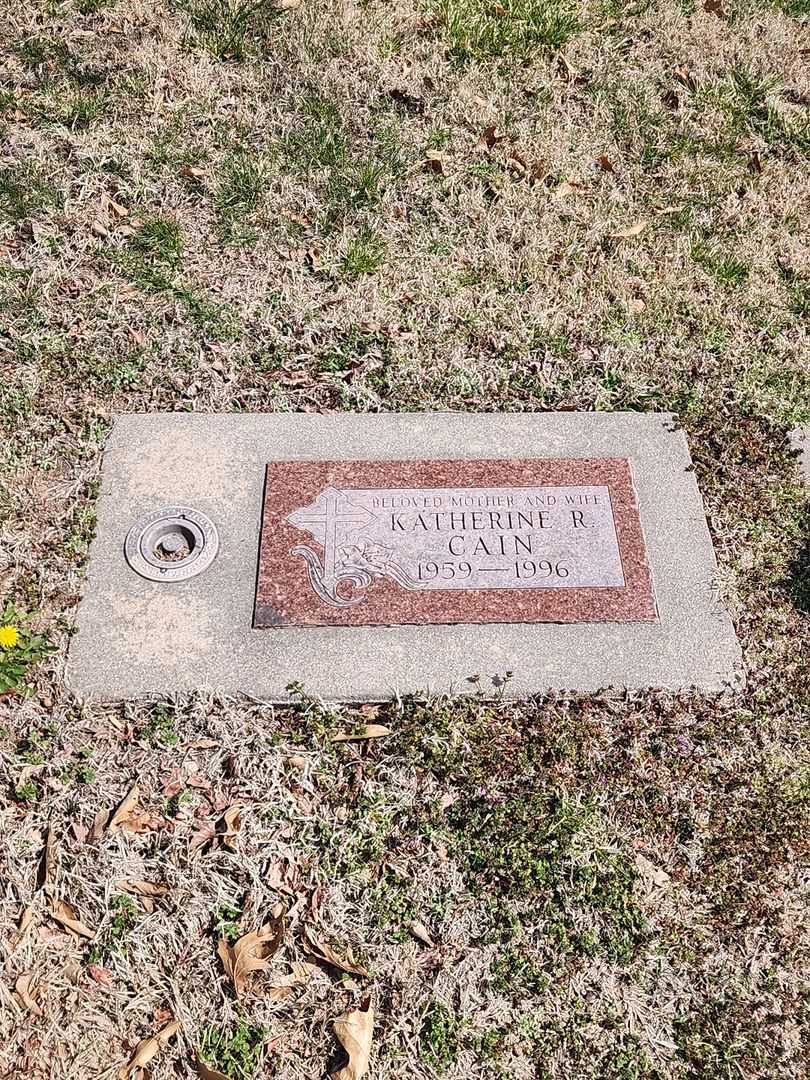 BELOVED MOTHER AND WIFE
KATHERINE R.
CAIN
1959—1996